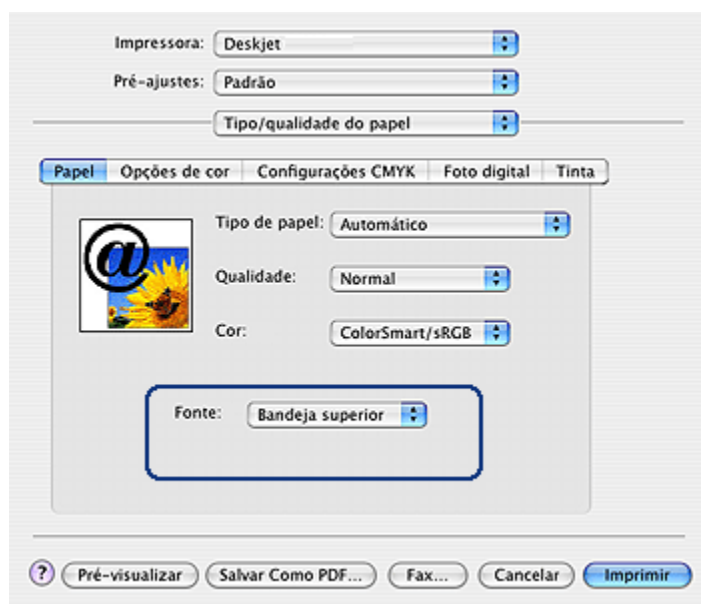 Impressora: Deskjet
Pré-ajustes: Padrão
Tipo/qualidade do papel
Papel Opções de cor Configurações CMYK Foto digital Tinta
Tipo de papel: Automático
@
Qualidade: Normal
Cor: ColorSmart/sRGB
Fonte: Bandeja superior
? Pré-visualizar Salvar Como PDF... Fax... Cancelar Imprimir